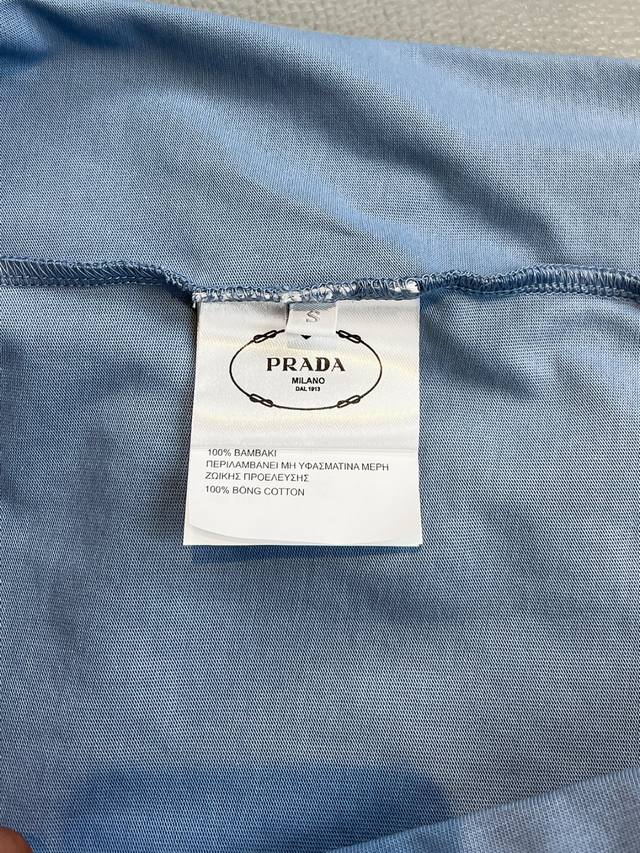 S
PRADA
MILANO
DAL 1913
100% ΒΑΜΒΑΚΙ
ΠΕΡΙΛΑΜΒΑΝΕΙ ΜΗ ΥΦΑΣΜΑΤΙΝΑ ΜΕΡΗ
ΖΩΙΚΗΣ ΠΡΟΕΛΕΥΣΗΣ
100% BÔNG COTTON